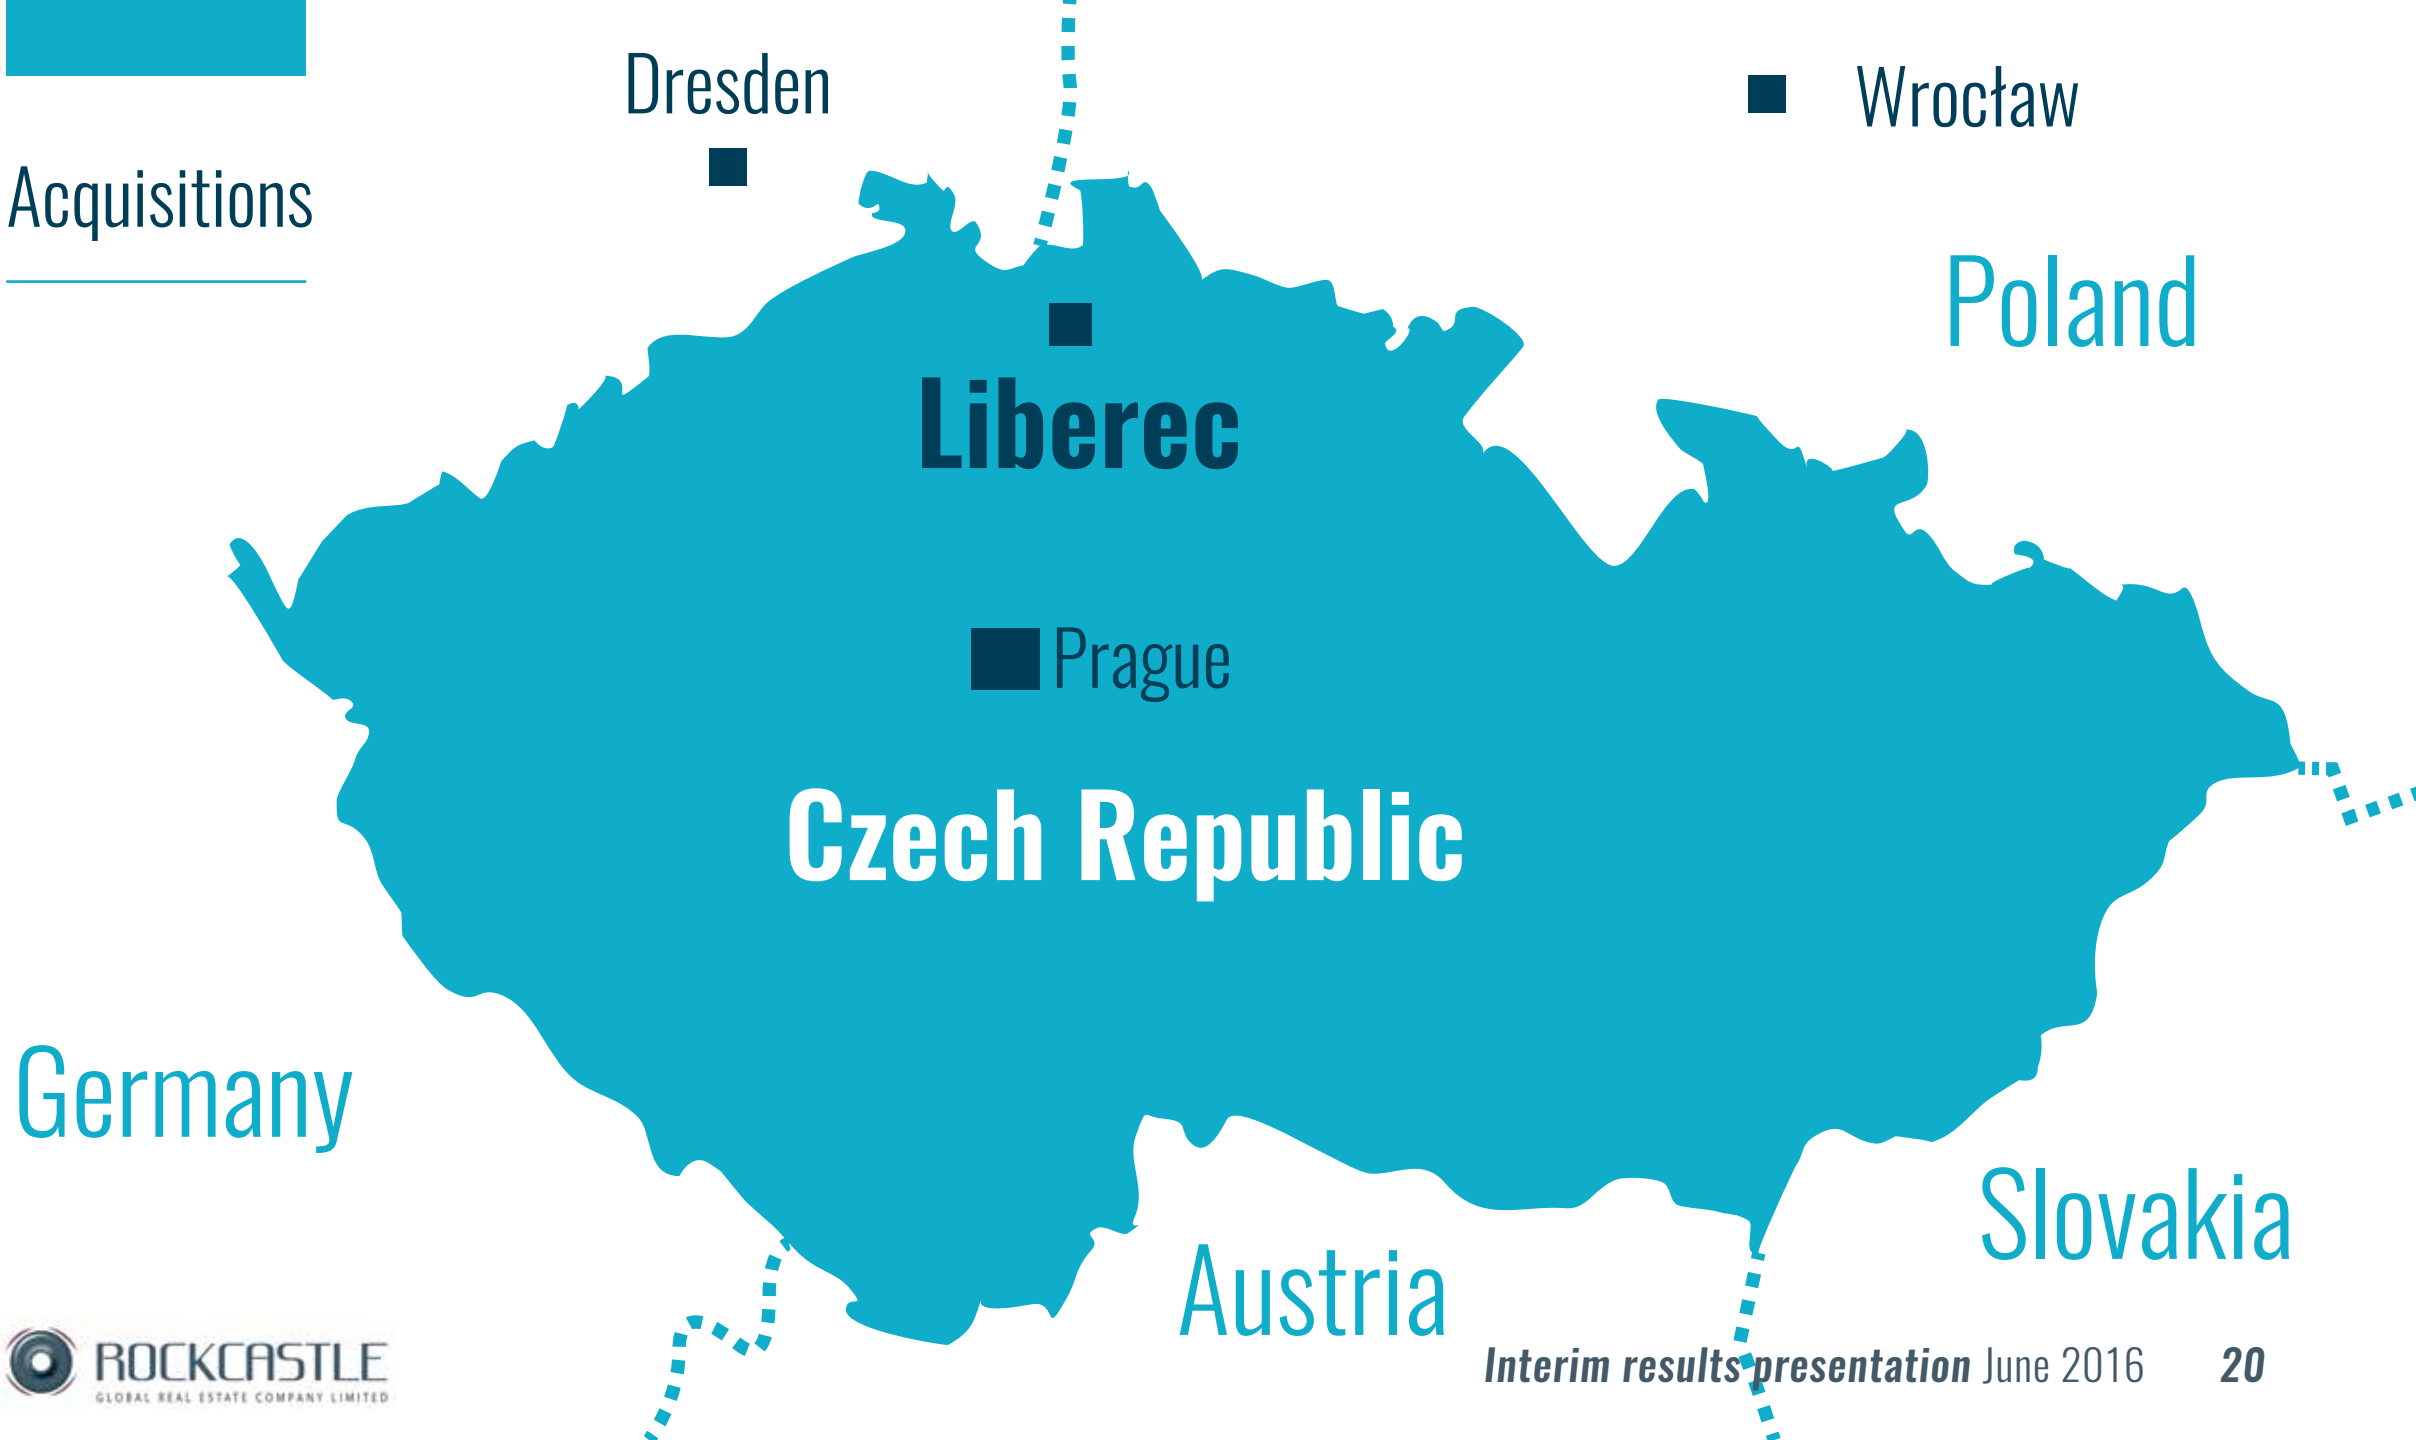 Dresden
Wrocław
Acquisitions
Poland
Liberec
Prague
Czech Republic
Germany
Slovakia
Austria
ROCKCASTLE
GLOBAL REAL ESTATE COMPANY LIMITED
Interim results presentation June 2016 20